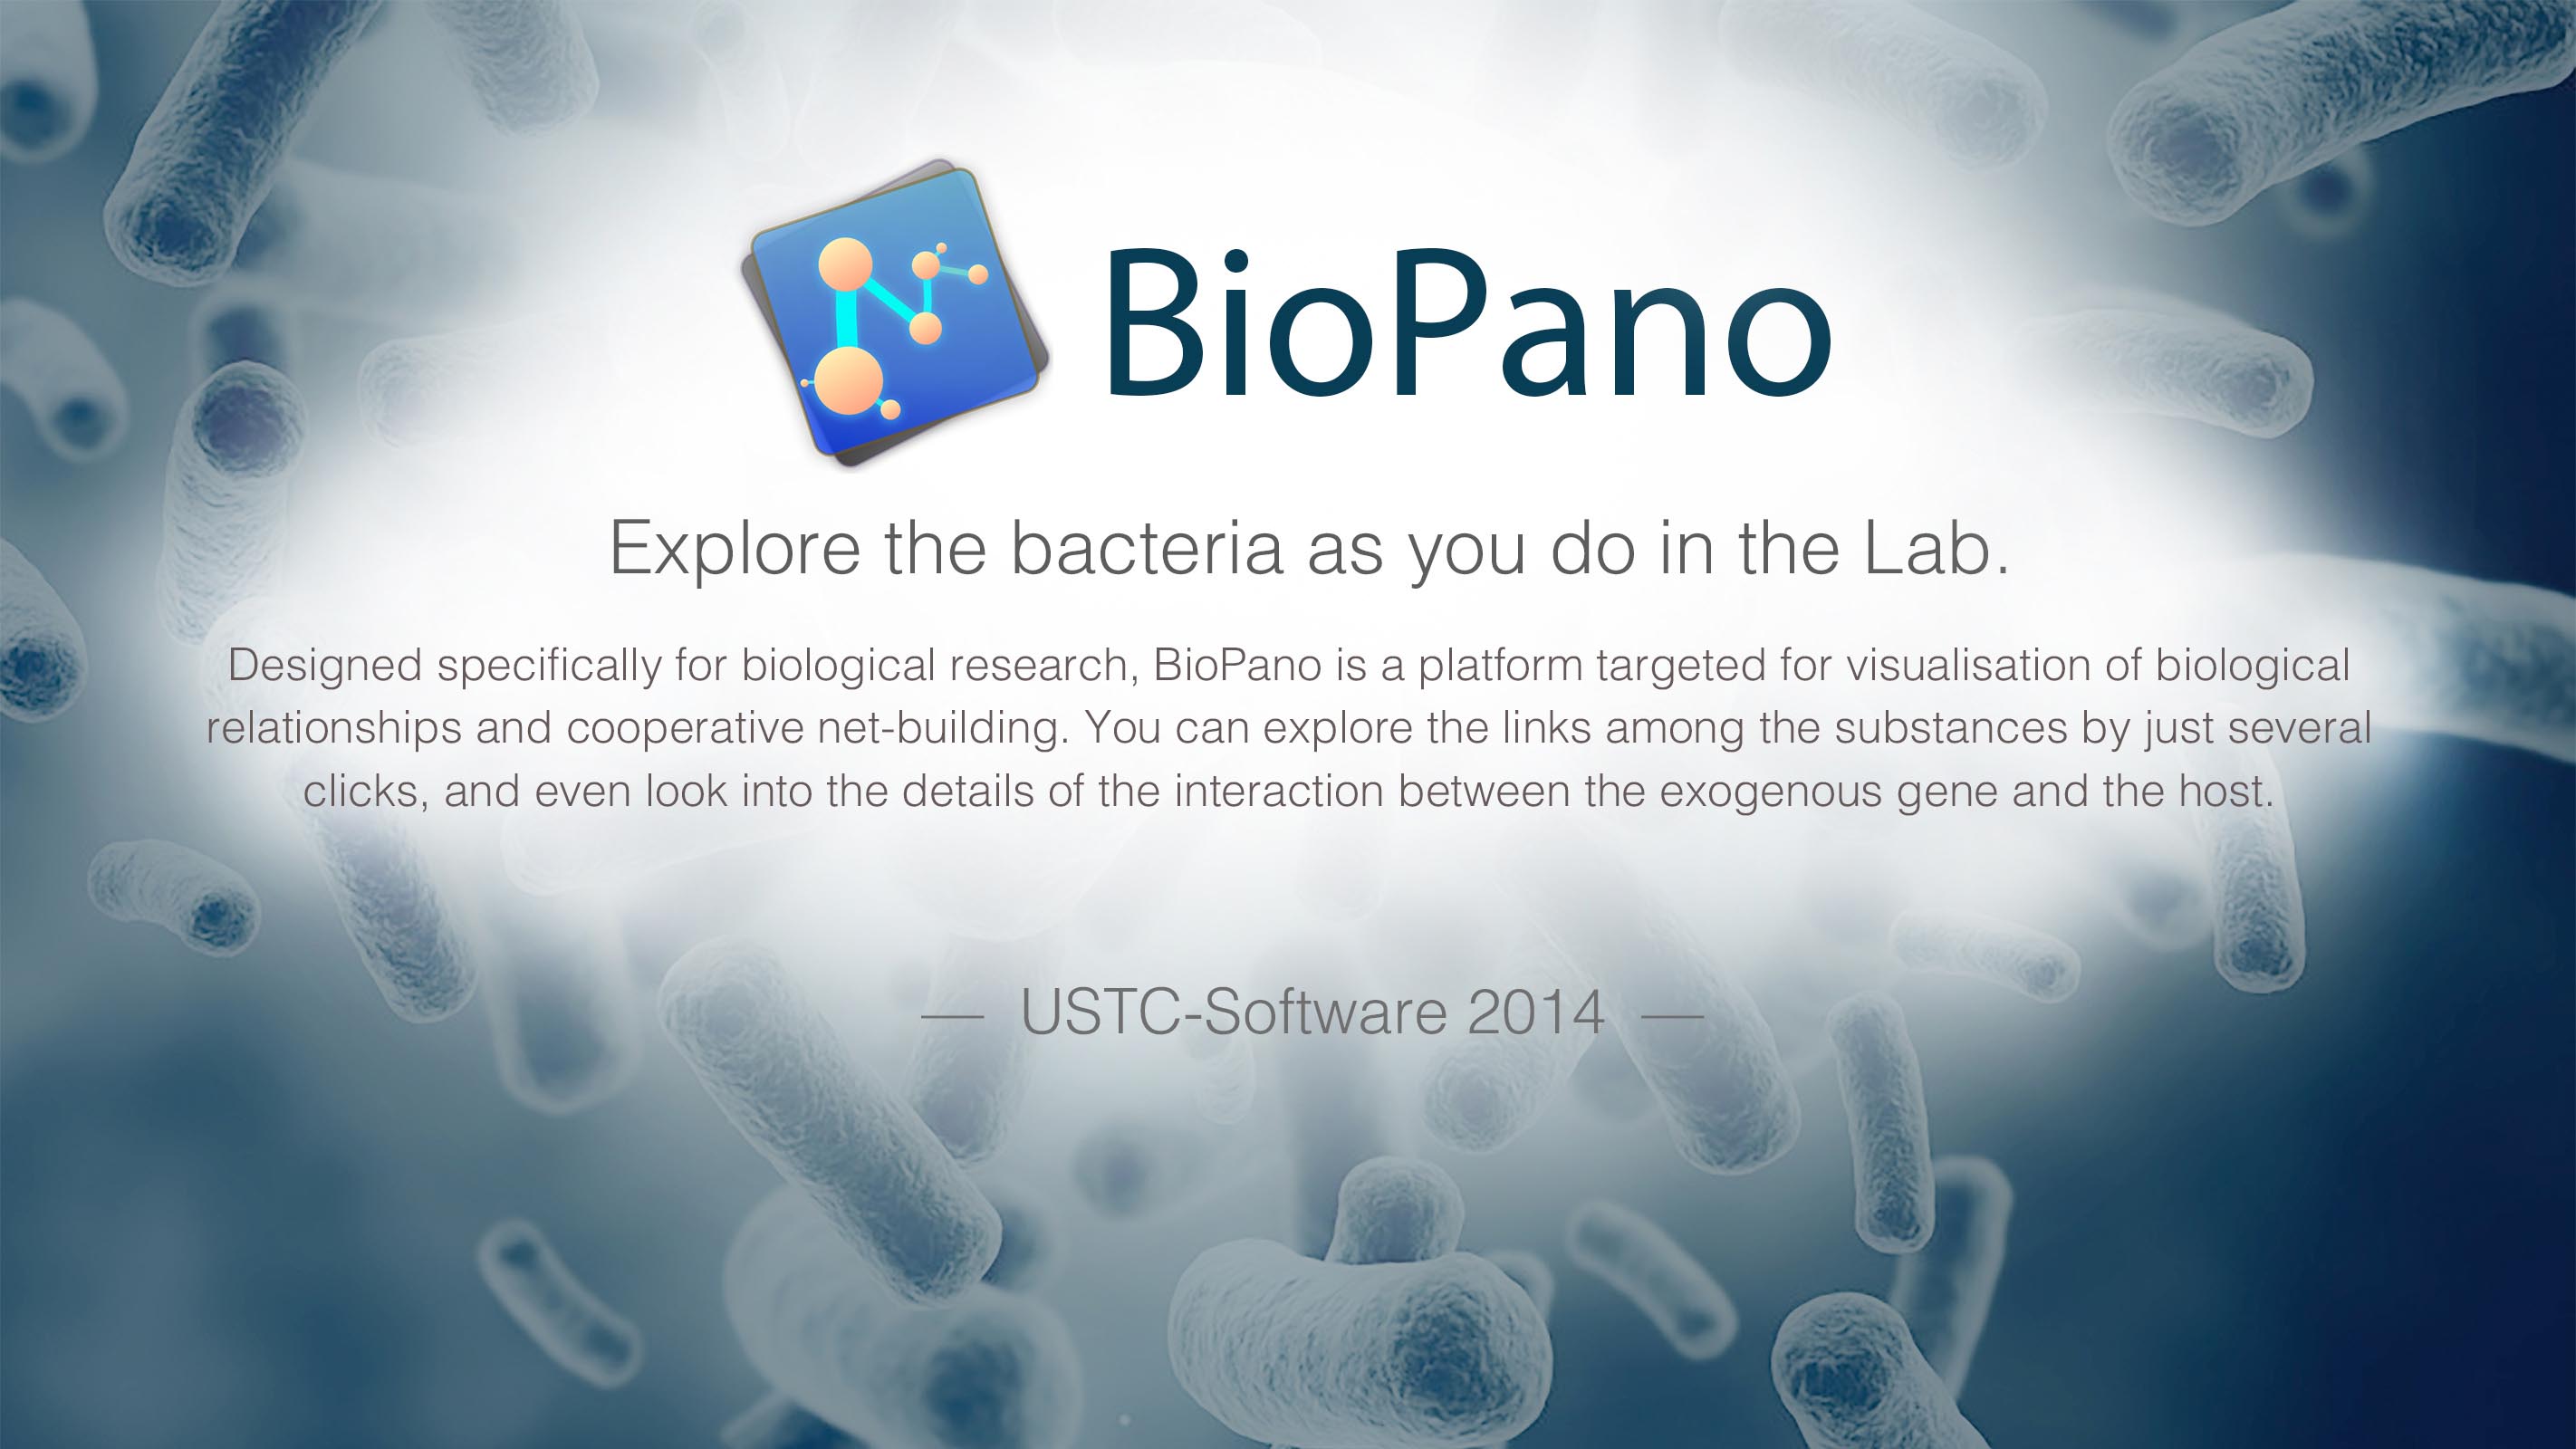 BioPano
Explore the bacteria as you do in the Lab.
Designed specifically for biological research, BioPano is a platform targeted for visualisation of biological
relationships and cooperative net-building. You can explore the links among the substances by just several
clicks, and even look into the details of the interaction between the exogenous gene and the host.
— USTC-Software 2014 —